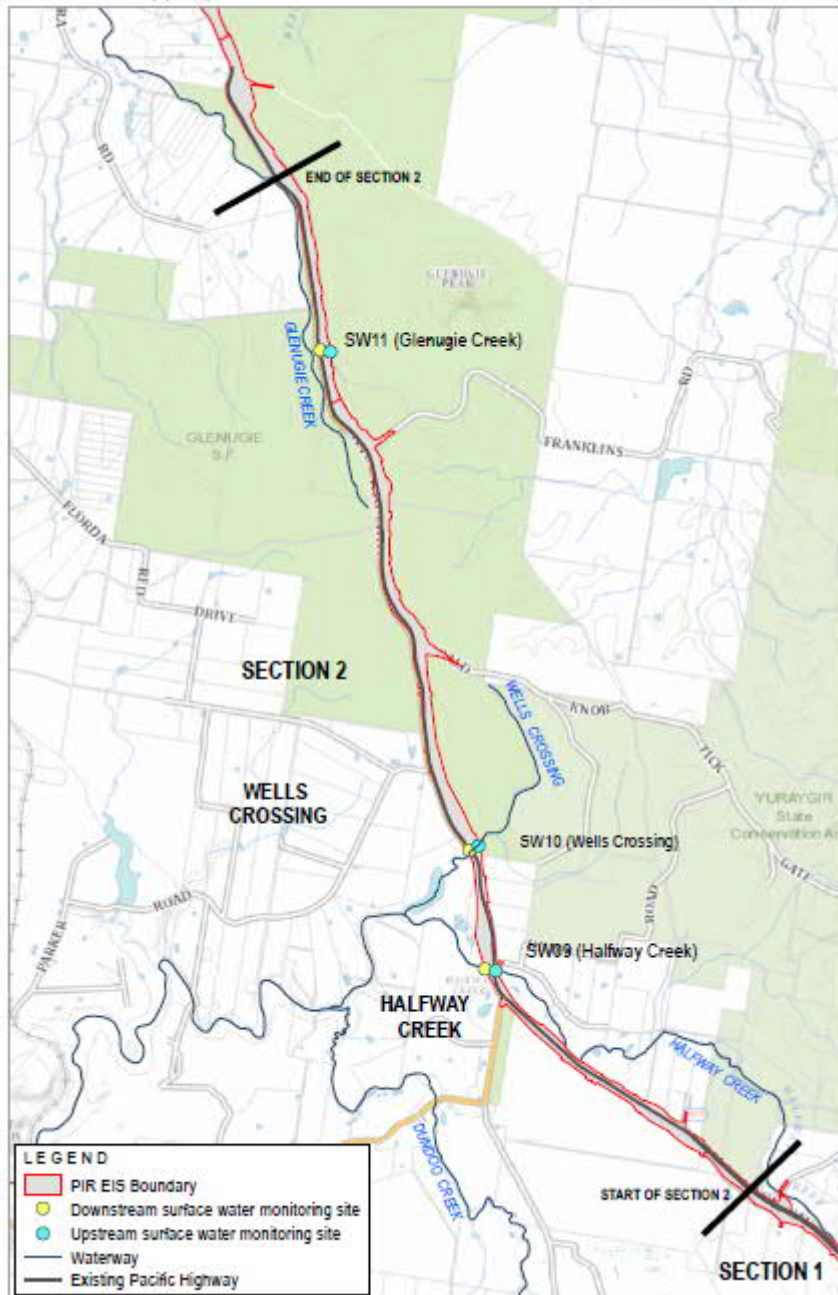 RD
END OF SECTION 2
GLENUGIE
PEAK
SW11 (Glenugie Creek)
GLENUGIE CREEK
RD
FRANKLINS
GLENUGIE
S.F.
FLORDA
RED
DRIVE
SECTION 2
WELLS CROSSING
KNOB
TICK
WELLS
CROSSING
YURAYGIR
State
Conservation A
SW10 (Wells Crossing)
GATE
ROAD
PARKER
ROAD
SW09 (Halfway Creek)
HALFWAY
CREEK
HALFWAY CREEK
DUNDOO CREEK
START OF SECTION 2
SECTION 1
LEGEND
PIR EIS Boundary
Downstream surface water monitoring site
Upstream surface water monitoring site
Waterway
Existing Pacific Highway